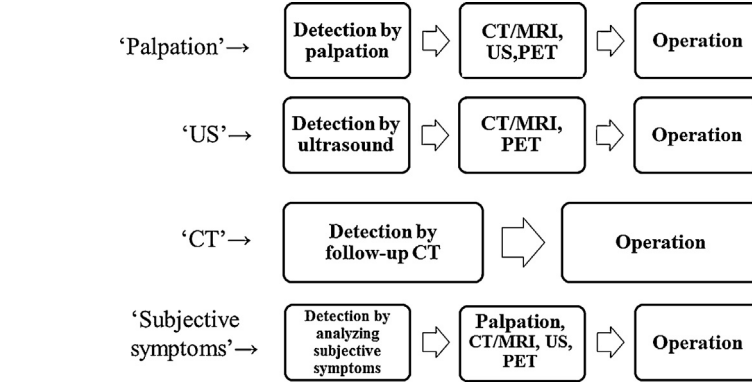 ‘Palpation’→
Detection by
palpation
CT/MRI,
US,PET
Operation
‘US’→
Detection by
ultrasound
CT/MRI,
PET
Operation
‘CT’→
Detection by
follow-up CT
Operation
‘Subjective
symptoms’→
Detection by
analyzing
subjective
symptoms
Palpation,
CT/MRI, US,
PET
Operation